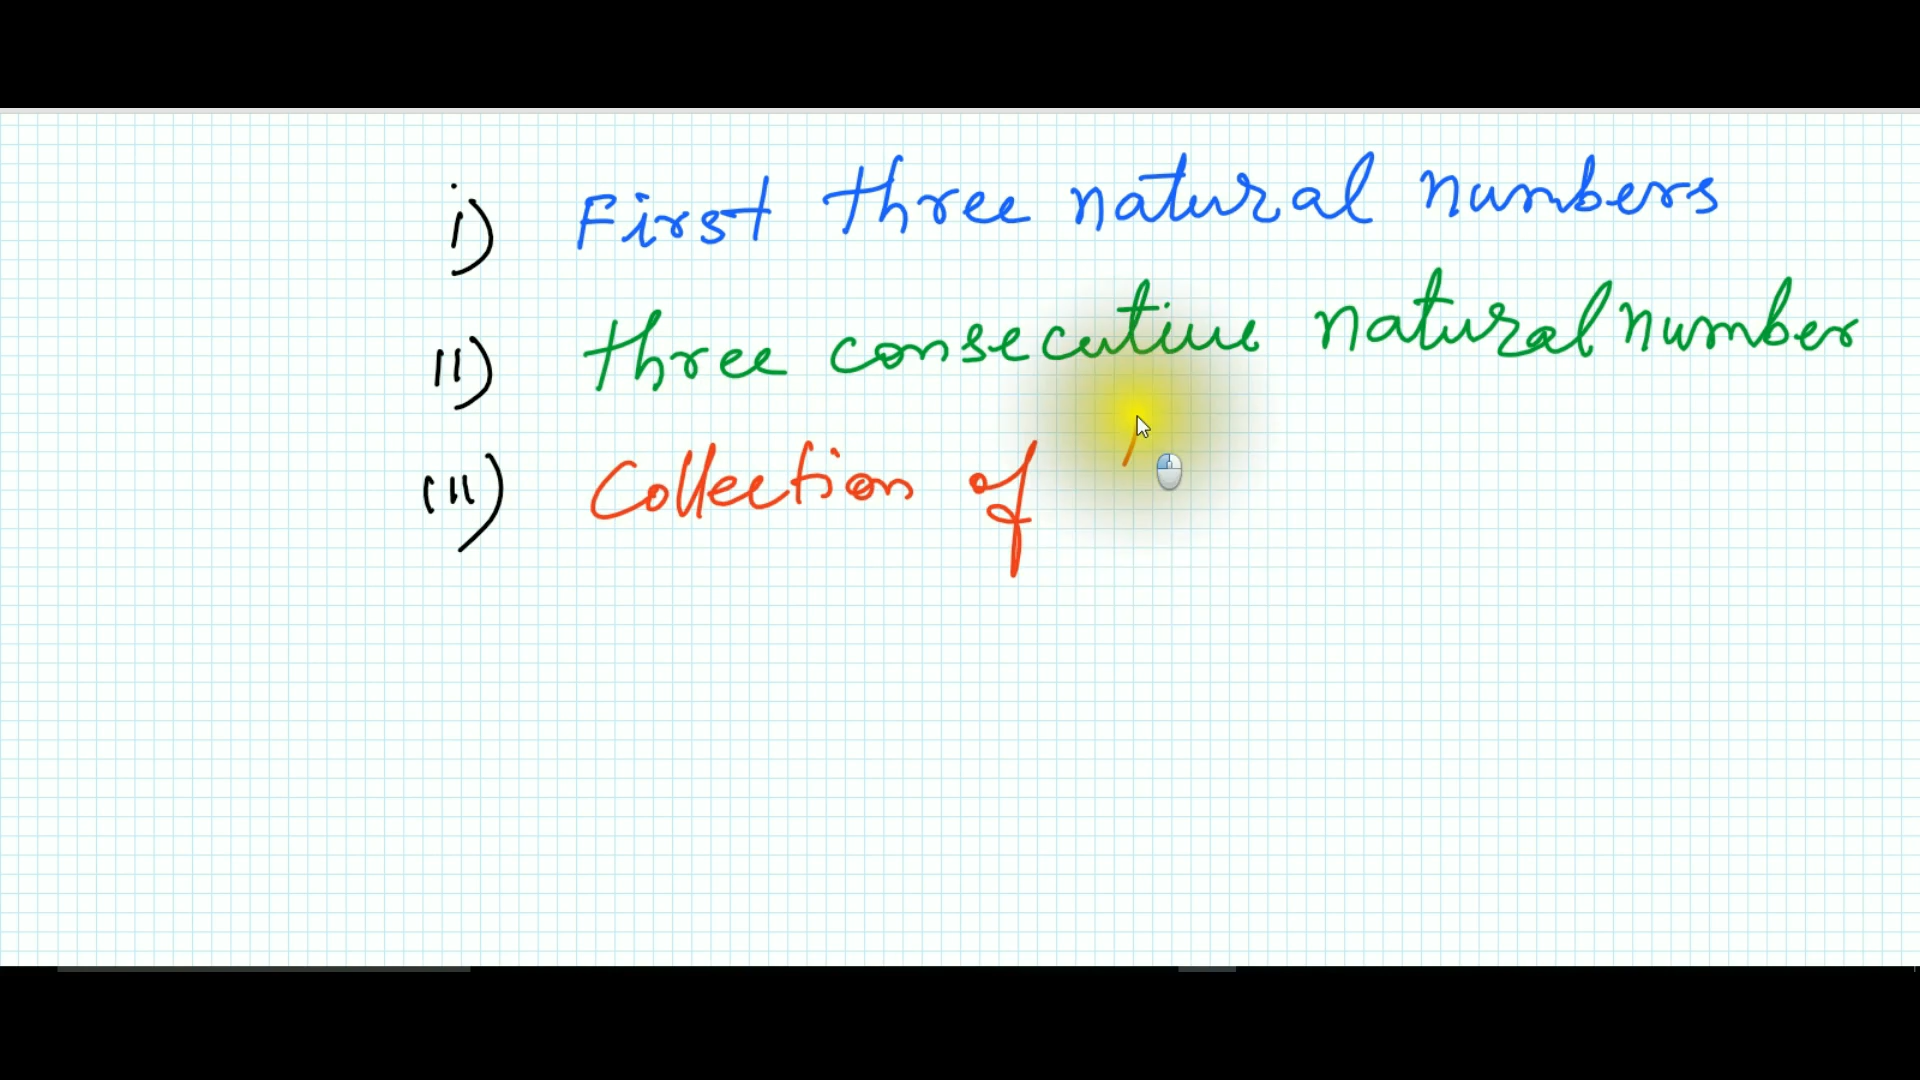 i) First three natural numbers
ii) three consecutive natural number
iii) Collection of